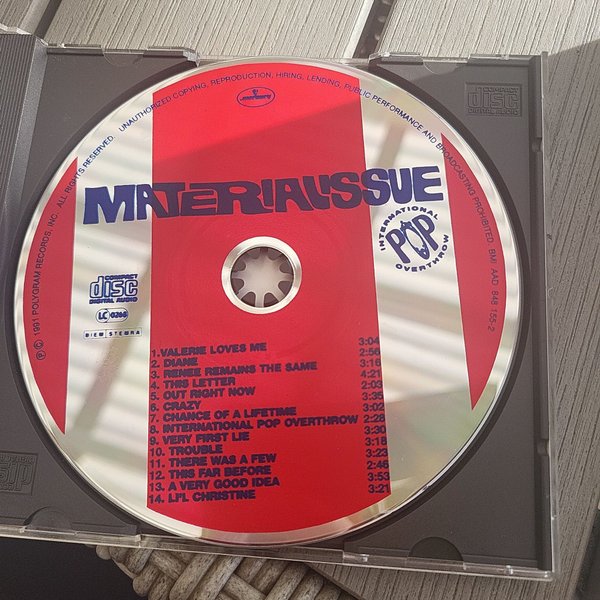 UNAUTHORIZED COPYING, REPRODUCTION, HIRING, LENDING, PUBLIC PERFORMANCE AND BROADCASTING PROHIBITED. BMI AAD 848 155-2
℗ © 1991 POLYGRAM RECORDS, INC. ALL RIGHTS RESERVED.
mercury
MATERIAL ISSUE
INTERNATIONAL
POP
OVERTHROW
COMPACT
disc
DIGITAL AUDIO
LC 0268
BIEM STEMRA
1. VALERIE LOVES ME 3:04
2. DIANE 2:56
3. RENEE REMAINS THE SAME 3:16
4. THIS LETTER 4:21
5. OUT RIGHT NOW 2:03
6. CRAZY 3:35
7. CHANCE OF A LIFETIME 3:02
8. INTERNATIONAL POP OVERTHROW 2:28
9. VERY FIRST LIE 3:30
10. TROUBLE 3:18
11. THERE WAS A FEW 3:23
12. THIS FAR BEFORE 2:46
13. A VERY GOOD IDEA 3:53
14. LI'L CHRISTINE 3:21
COMPACT
disc
DIGITAL AUDIO